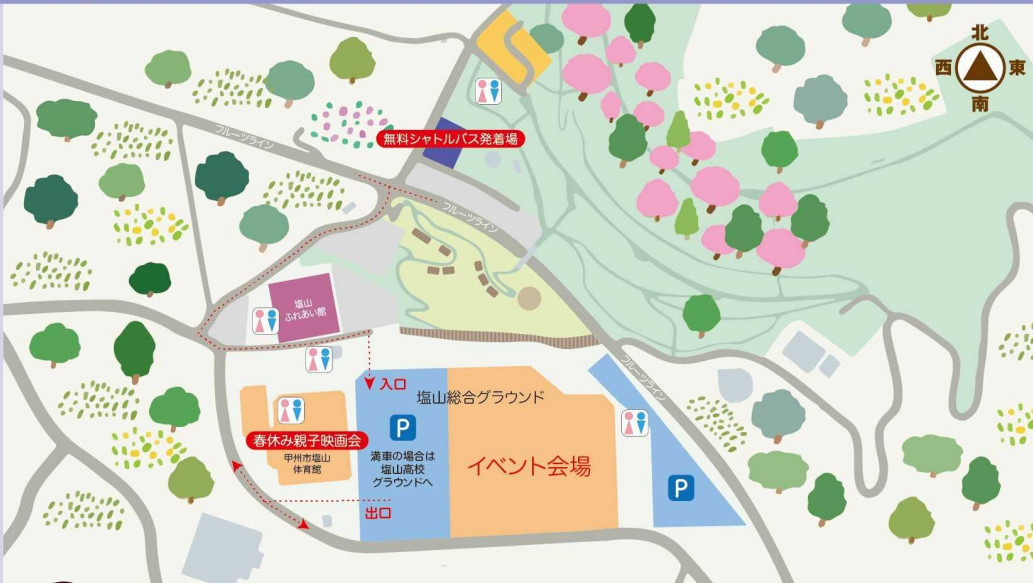 北
西
東
南
フルーツライン
無料シャトルバス発着場
フルーツライン
塩山
ふれあい館
入口
塩山総合グラウンド
フルーツライン
P
春休み親子映画会
甲州市塩山
体育館
満車の場合は
塩山高校
グラウンドへ
イベント会場
P
出口